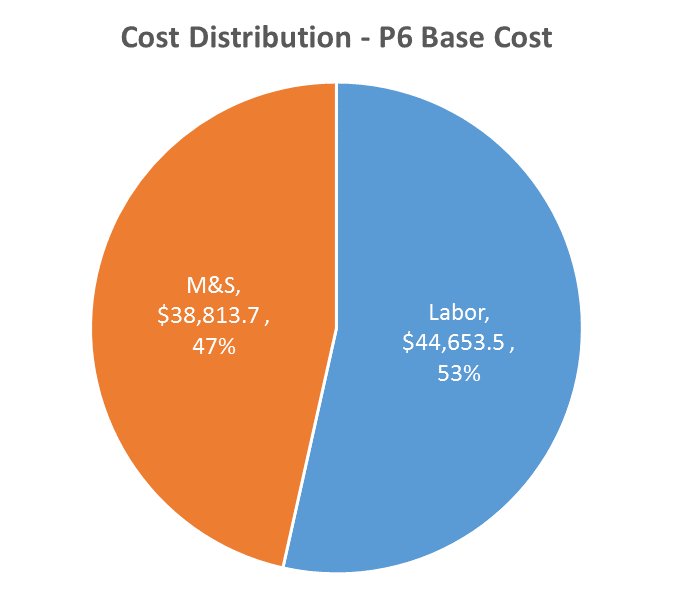 Cost Distribution - P6 Base Cost
M&S,
$38,813.7 ,
47%
Labor,
$44,653.5 ,
53%